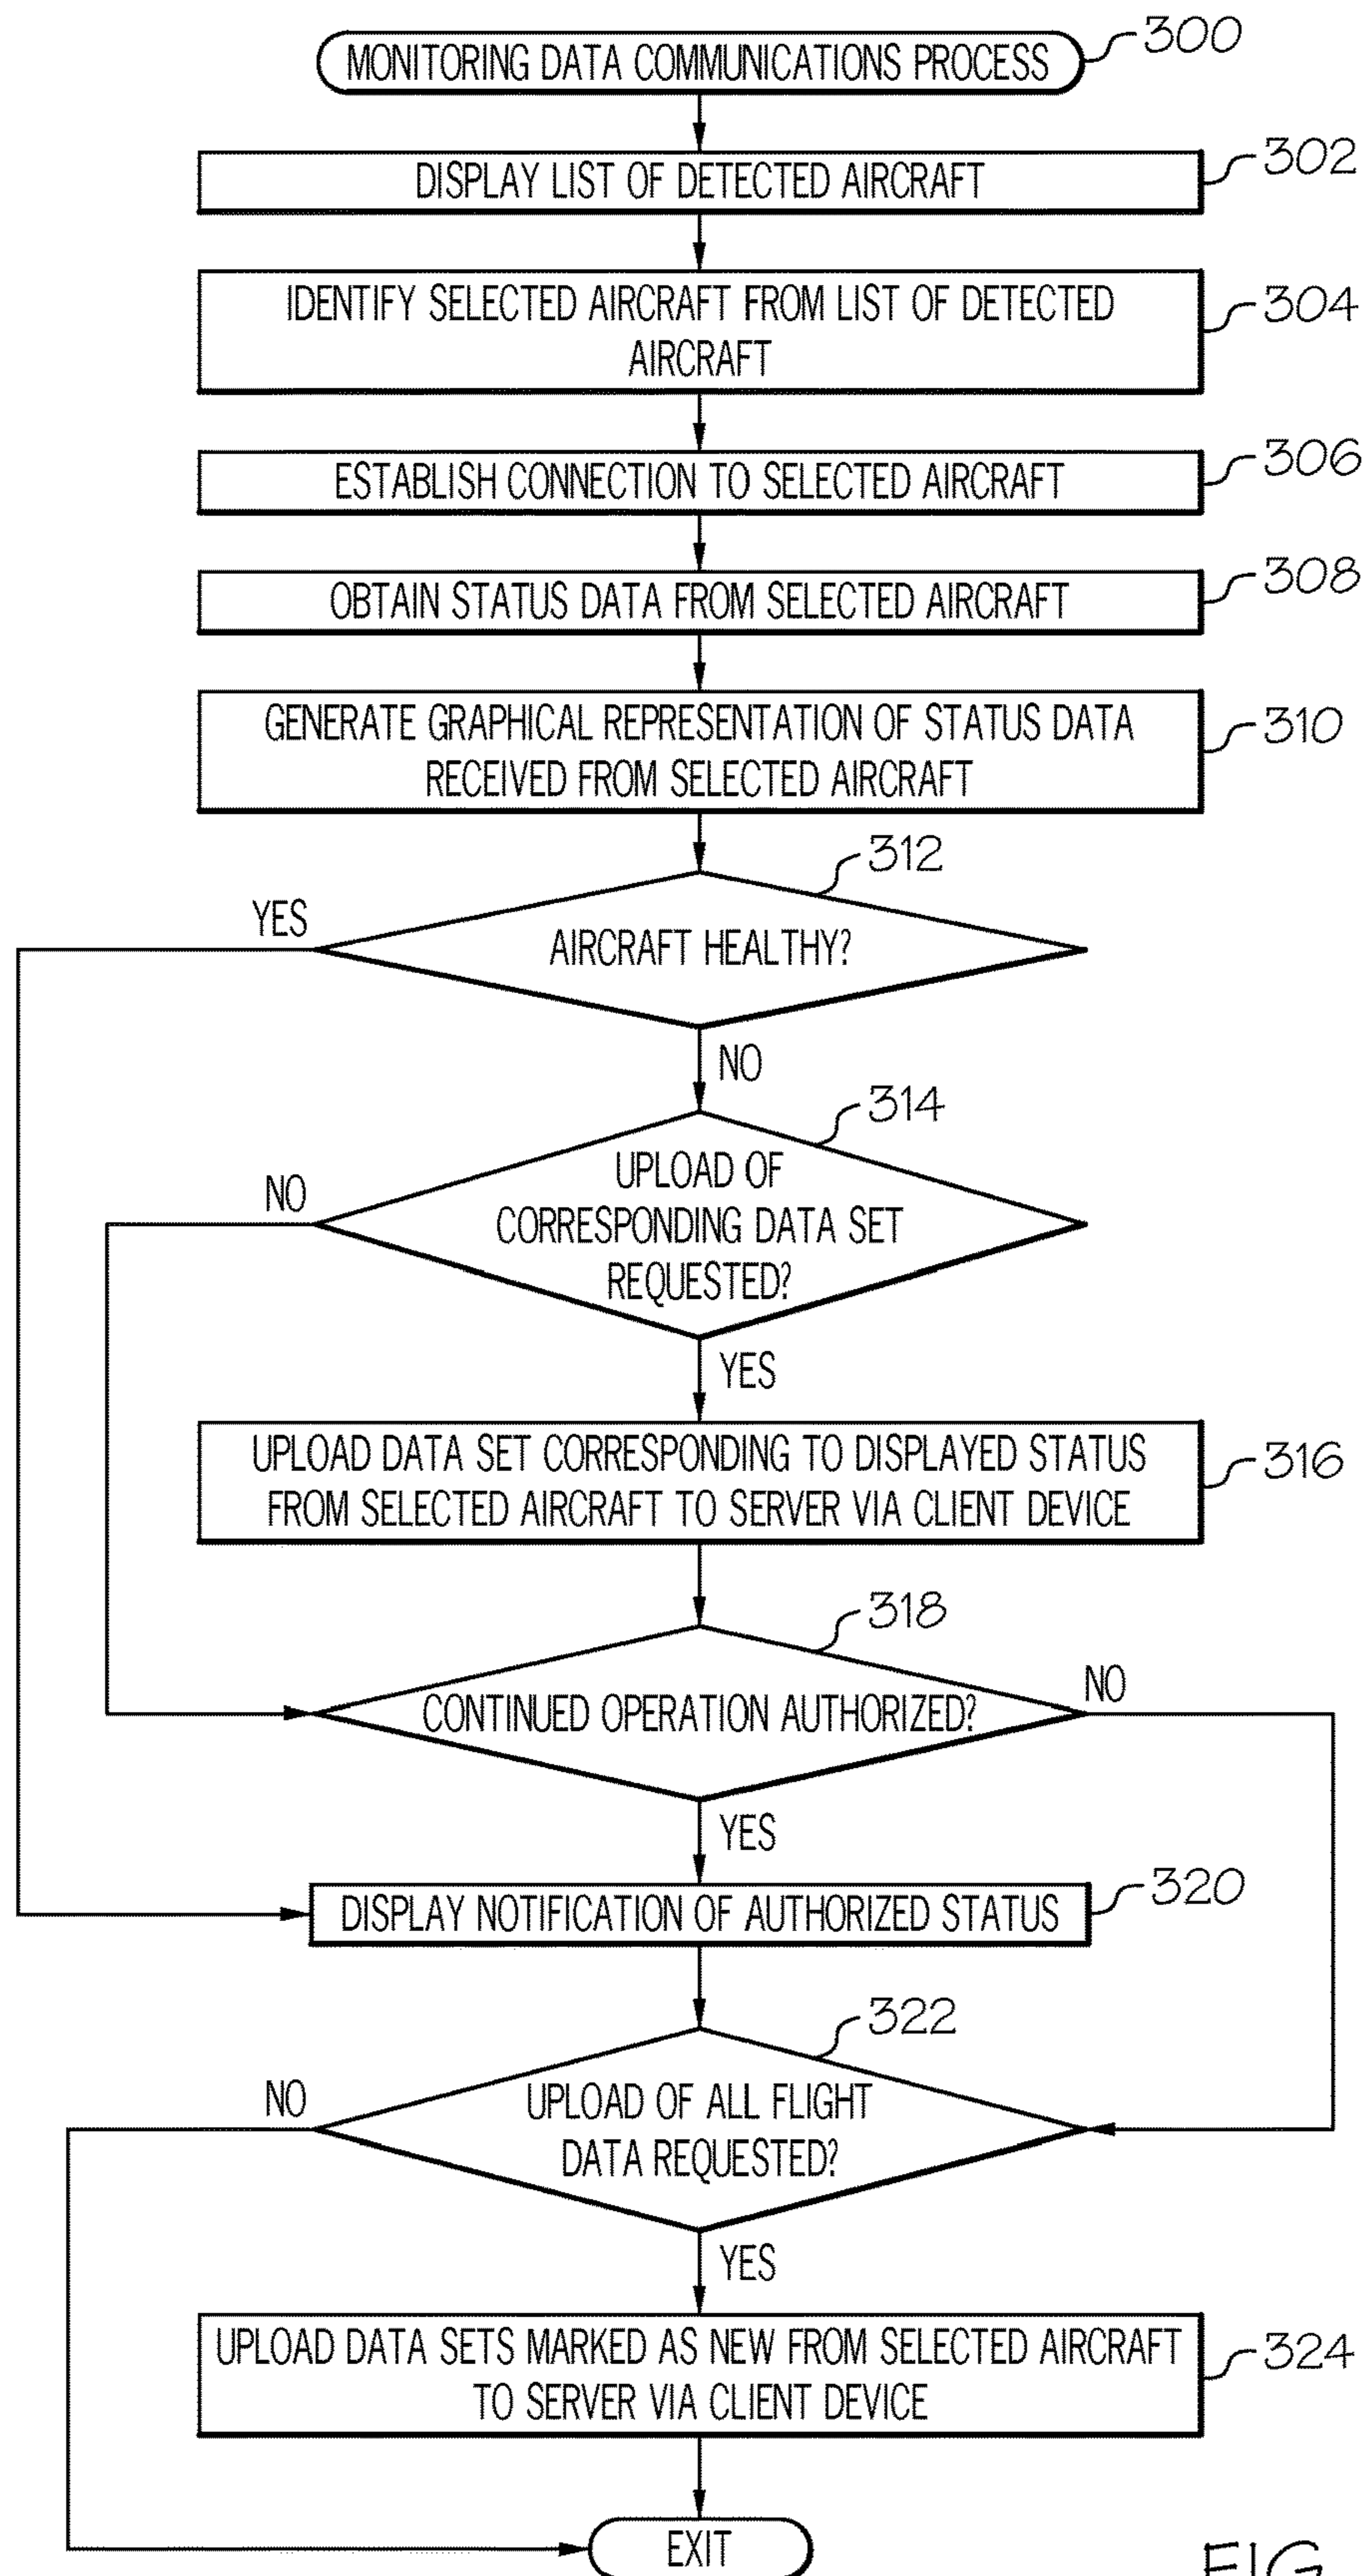 MONITORING DATA COMMUNICATIONS PROCESS
300
DISPLAY LIST OF DETECTED AIRCRAFT
302
IDENTIFY SELECTED AIRCRAFT FROM LIST OF DETECTED
AIRCRAFT
304
ESTABLISH CONNECTION TO SELECTED AIRCRAFT
306
OBTAIN STATUS DATA FROM SELECTED AIRCRAFT
308
GENERATE GRAPHICAL REPRESENTATION OF STATUS DATA
RECEIVED FROM SELECTED AIRCRAFT
310
312
YES
AIRCRAFT HEALTHY?
NO
314
NO
UPLOAD OF
CORRESPONDING DATA SET
REQUESTED?
YES
UPLOAD DATA SET CORRESPONDING TO DISPLAYED STATUS
FROM SELECTED AIRCRAFT TO SERVER VIA CLIENT DEVICE
316
318
CONTINUED OPERATION AUTHORIZED?
NO
YES
DISPLAY NOTIFICATION OF AUTHORIZED STATUS
320
322
NO
UPLOAD OF ALL FLIGHT
DATA REQUESTED?
YES
UPLOAD DATA SETS MARKED AS NEW FROM SELECTED AIRCRAFT
TO SERVER VIA CLIENT DEVICE
324
EXIT
FIG